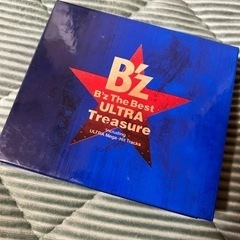 B'z
B'z The Best
ULTRA
Treasure
including
ULTRA Mega-Hit Tracks